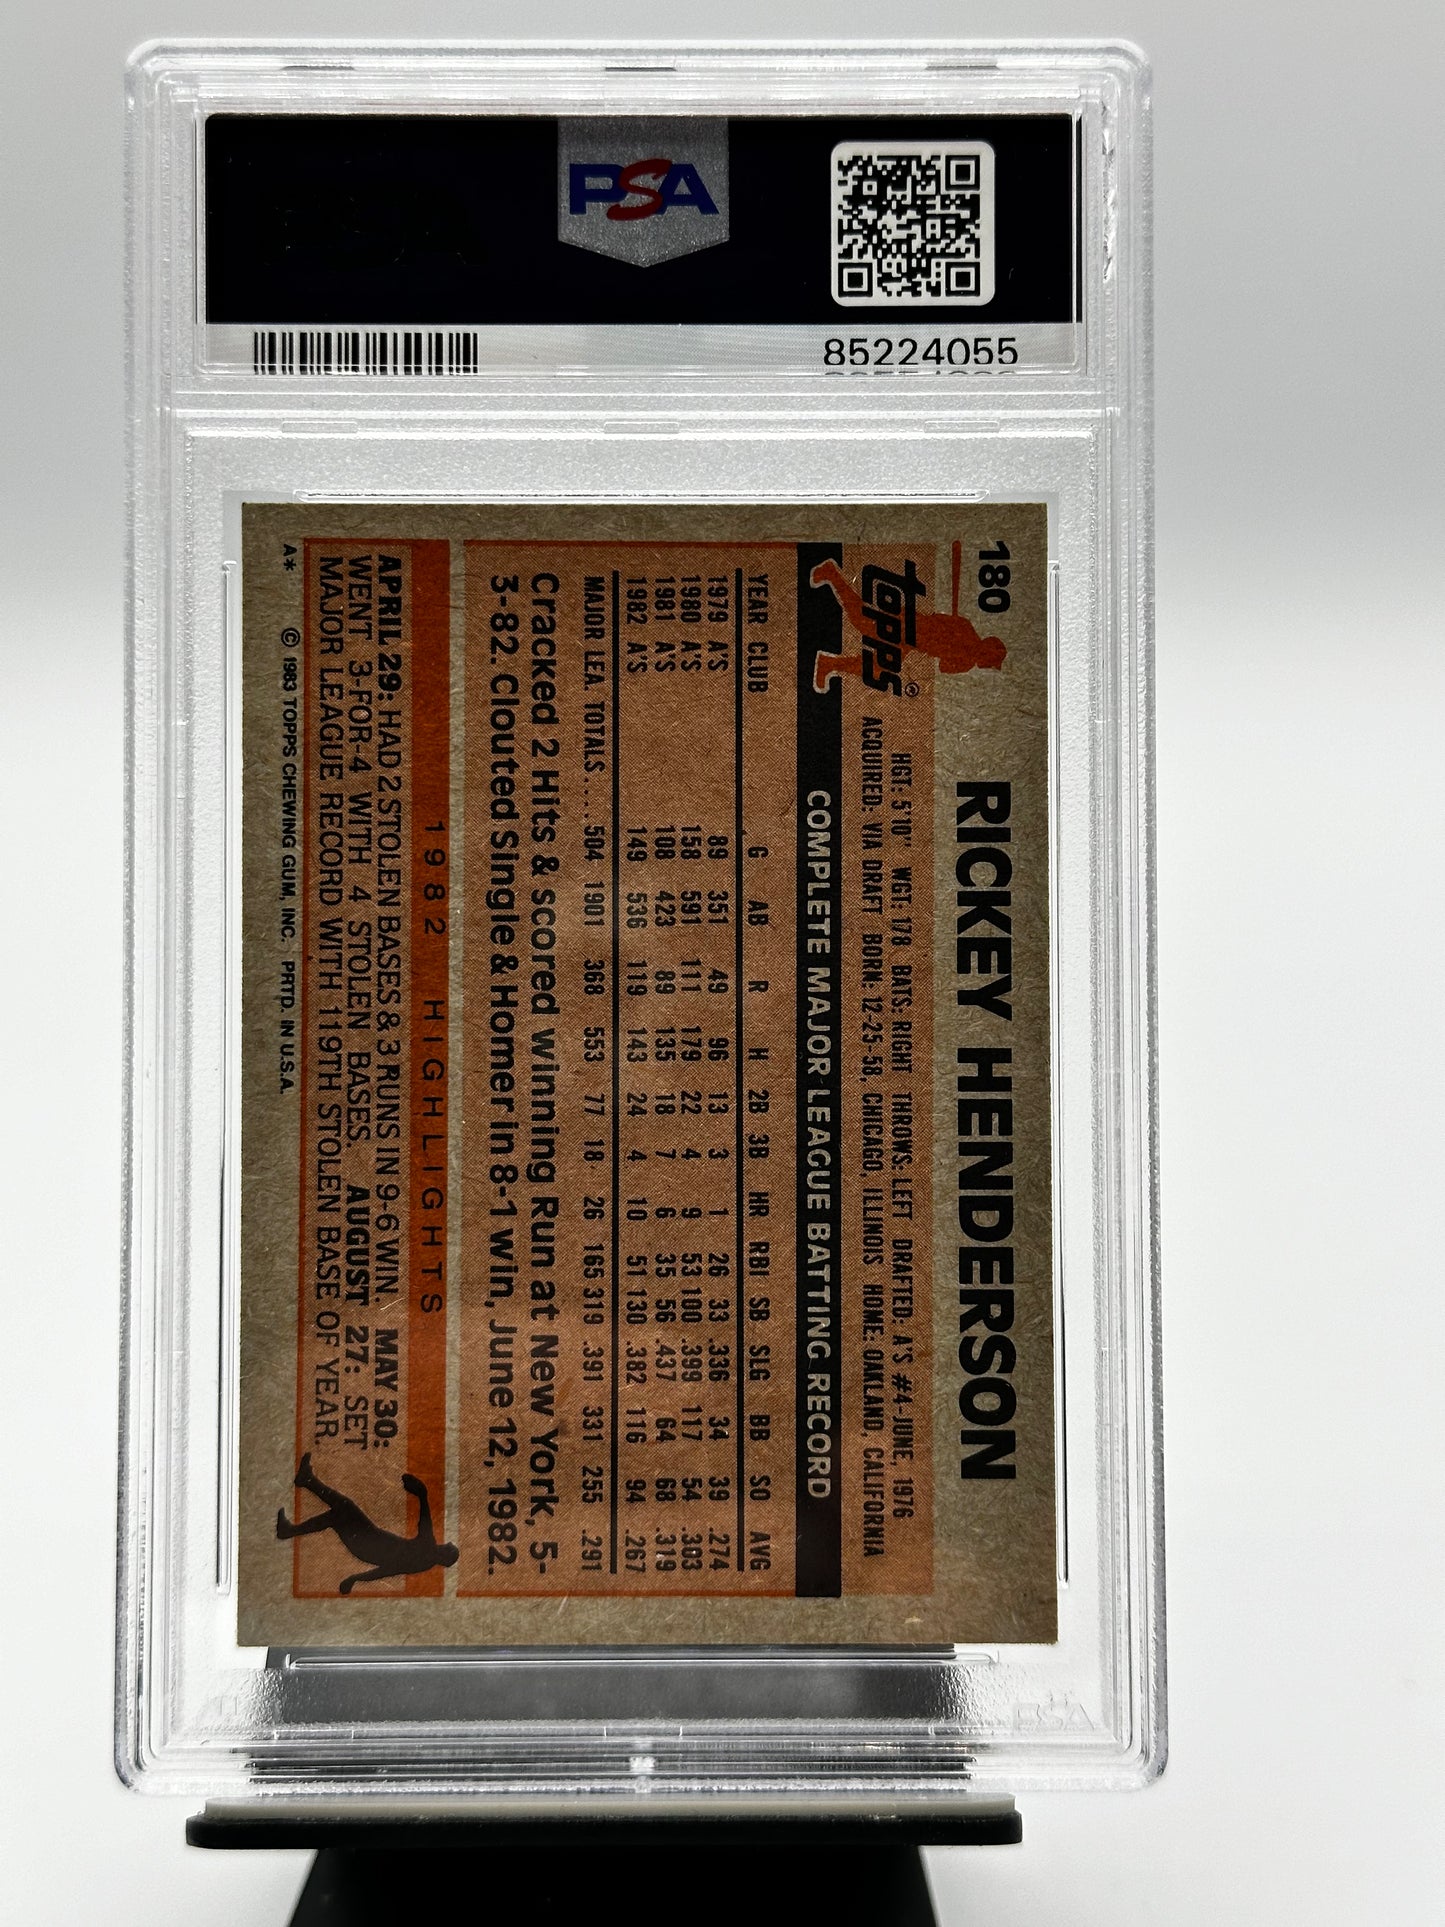 PSA
85224055
180
RICKEY HENDERSON
TOPPS®
HGT: 5'10" WGT: 178 BATS: RIGHT THROWS: LEFT DRAFTED: A'S #4-JUNE, 1976
ACQUIRED: VIA DRAFT BORN: 12-25-58, CHICAGO, ILLINOIS HOME: OAKLAND, CALIFORNIA
COMPLETE MAJOR LEAGUE BATTING RECORD
YEAR CLUB G AB R H 2B 3B HR RBI SB SLG BB SO AVG
1979 A'S 89 351 49 96 13 3 1 26 33 .336 34 39 .274
1980 A'S 158 591 111 179 22 4 9 53 100 .399 117 54 .303
1981 A'S 108 423 89 135 18 7 6 35 56 .437 64 68 .319
1982 A'S 149 536 119 143 24 4 10 51 130 .382 116 94 .267
MAJOR LEA. TOTALS.... 504 1901 368 553 77 18 26 165 319 .391 331 255 .291
Cracked 2 Hits & scored winning Run at New York, 5-
3-82. Clouted Single & Homer in 8-1 win, June 12, 1982.
1982 HIGHLIGHTS
APRIL 29: HAD 2 STOLEN BASES & 3 RUNS IN 9-6 WIN. MAY 30:
WENT 3-FOR-4 WITH 4 STOLEN BASES. AUGUST 27: SET
MAJOR LEAGUE RECORD WITH 119TH STOLEN BASE OF YEAR.
A* © 1983 TOPPS CHEWING GUM, INC. PRTD. IN U.S.A.
PSA